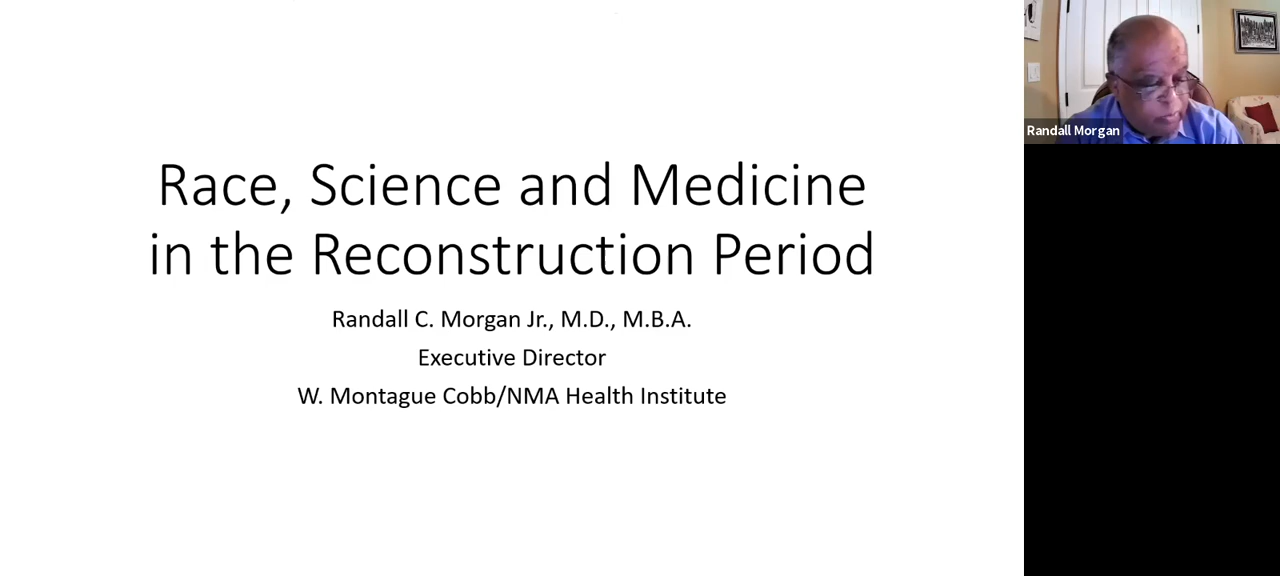 Race, Science and Medicine
in the Reconstruction Period
Randall C. Morgan Jr., M.D., M.B.A.
Executive Director
W. Montague Cobb/NMA Health Institute
Randall Morgan